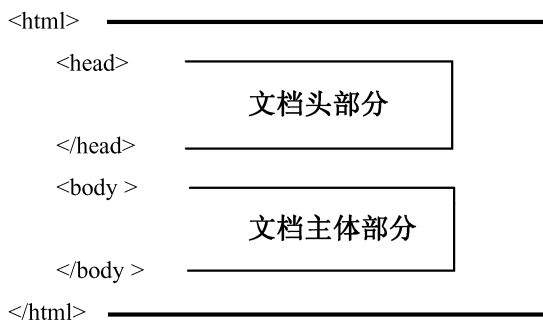 <html>
<head>
文档头部分
</head>
<body >
文档主体部分
</body >
</html>